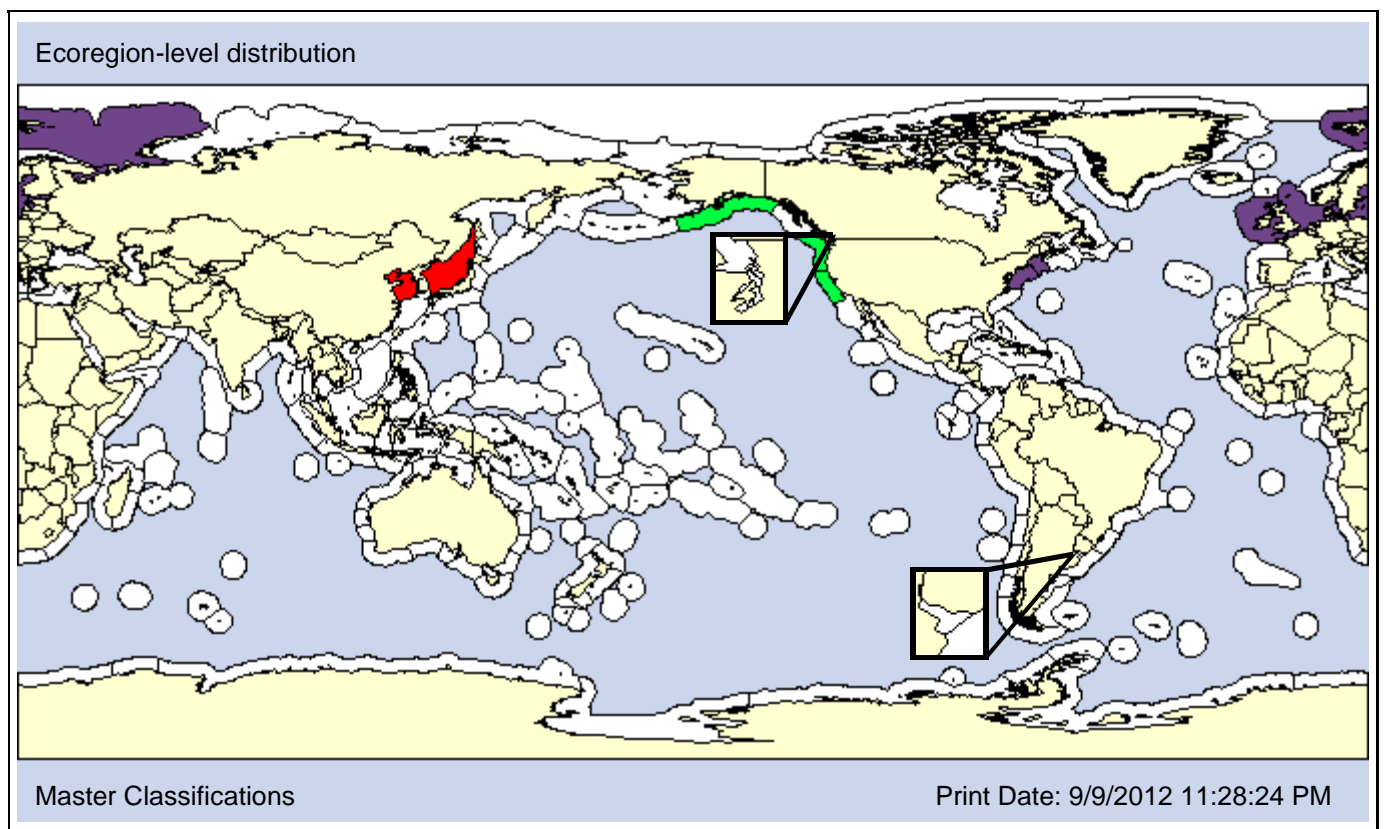 Ecoregion-level distribution
Master Classifications
Print Date: 9/9/2012 11:28:24 PM